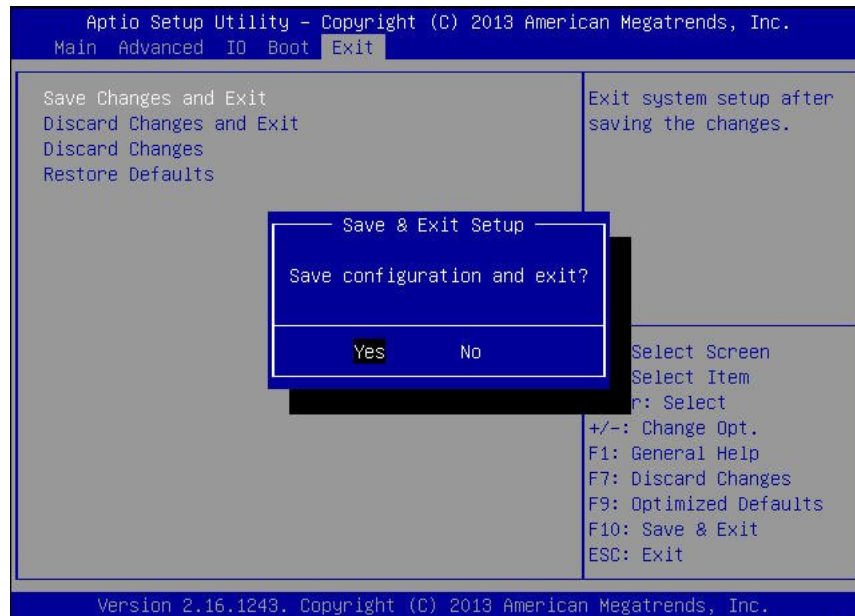 Aptio Setup Utility – Copyright (C) 2013 American Megatrends, Inc.
Main Advanced IO Boot Exit
Save Changes and Exit
Discard Changes and Exit
Discard Changes
Restore Defaults
Exit system setup after
saving the changes.
Save & Exit Setup
Save configuration and exit?
Yes No
Select Screen
Select Item
r: Select
+/-: Change Opt.
F1: General Help
F7: Discard Changes
F9: Optimized Defaults
F10: Save & Exit
ESC: Exit
Version 2.16.1243. Copyright (C) 2013 American Megatrends, Inc.